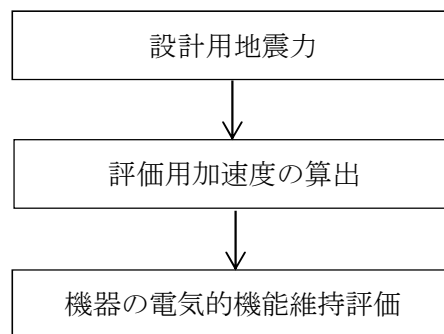 設計用地震力
評価用加速度の算出
機器の電気的機能維持評価